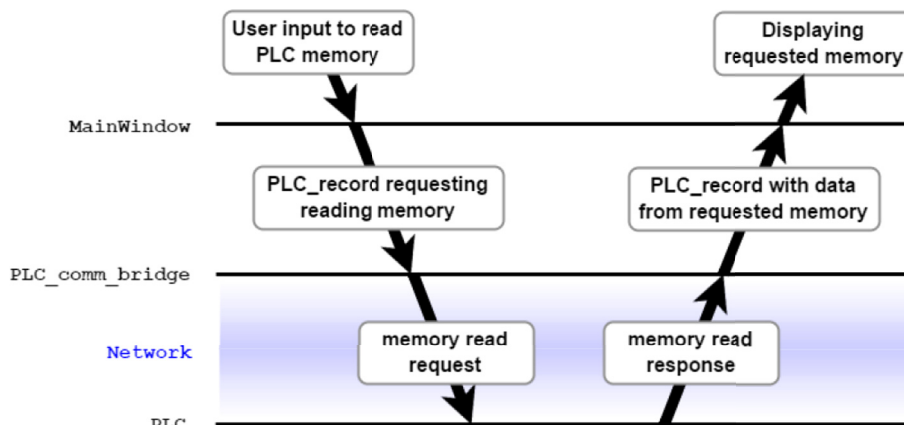 User input to read
PLC memory
Displaying
requested memory
MainWindow
PLC_record requesting
reading memory
PLC_record with data
from requested memory
PLC_comm_bridge
Network
memory read
request
memory read
response
PLC